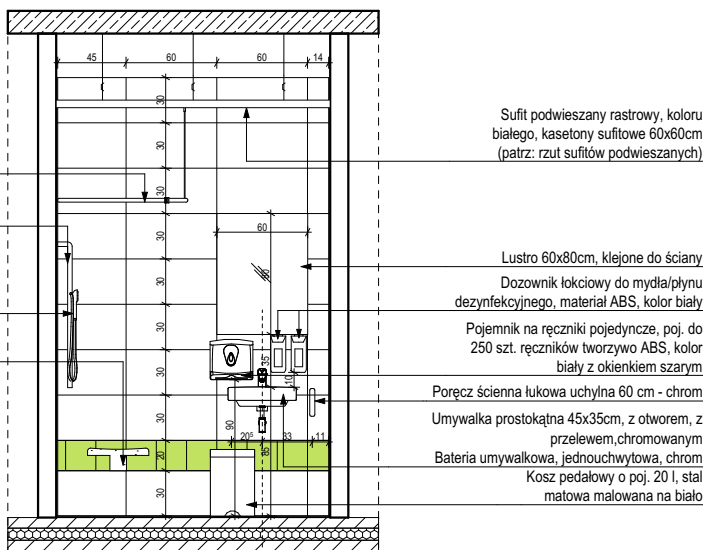 45 60 60 14
30
Sufit podwieszany rastrowy, koloru
białego, kasetony sufitowe 60x60cm
(patrz: rzut sufitów podwieszanych)
30
30
30
60
Lustro 60x80cm, klejone do ściany
30
Dozownik łokciowy do mydła/płynu
dezynfekcyjnego, materiał ABS, kolor biały
30
Pojemnik na ręczniki pojedyncze, poj. do
250 szt. ręczników tworzywo ABS, kolor
biały z okienkiem szarym
30
35
10
Poręcz ścienna łukowa uchylna 60 cm - chrom
Umywalka prostokątna 45x35cm, z otworem, z
przelewem,chromowanym
30
90
20⁵ 33 11
Bateria umywalkowa, jednouchwytowa, chrom
20
85
Kosz pedałowy o poj. 20 l, stal
matowa malowana na biało
30